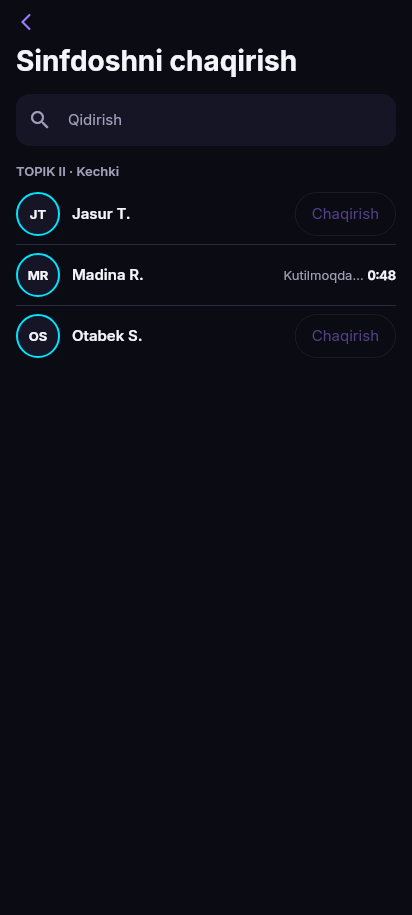 Sinfdoshni chaqirish
Qidirish
TOPIK II · Kechki
JT Jasur T. Chaqirish
MR Madina R. Kutilmoqda... 0:48
OS Otabek S. Chaqirish